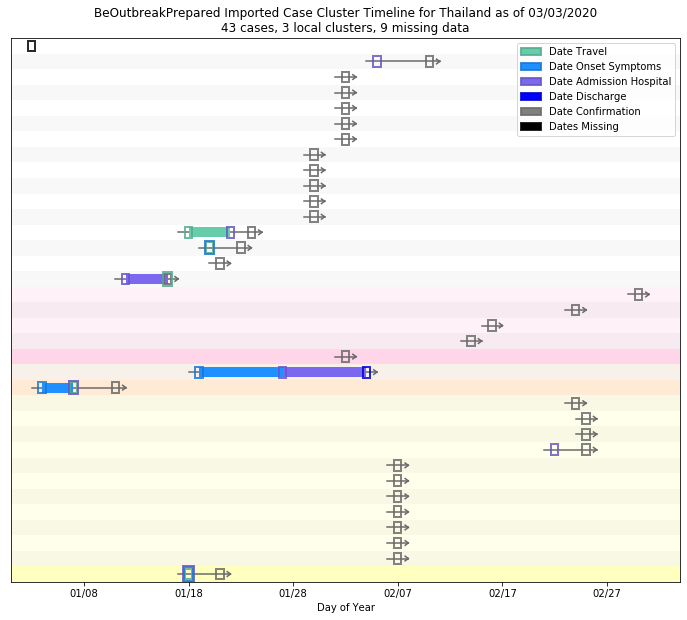 BeOutbreakPrepared Imported Case Cluster Timeline for Thailand as of 03/03/2020
43 cases, 3 local clusters, 9 missing data
Date Travel
Date Onset Symptoms
Date Admission Hospital
Date Discharge
Date Confirmation
Dates Missing
01/08 01/18 01/28 02/07 02/17 02/27
Day of Year